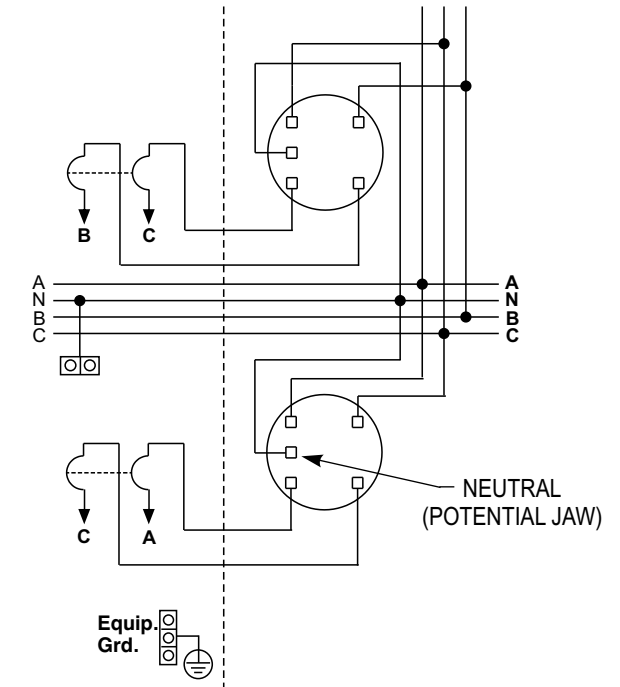 B C
A A
N N
B B
C C
NEUTRAL
(POTENTIAL JAW)
C A
Equip.
Grd.